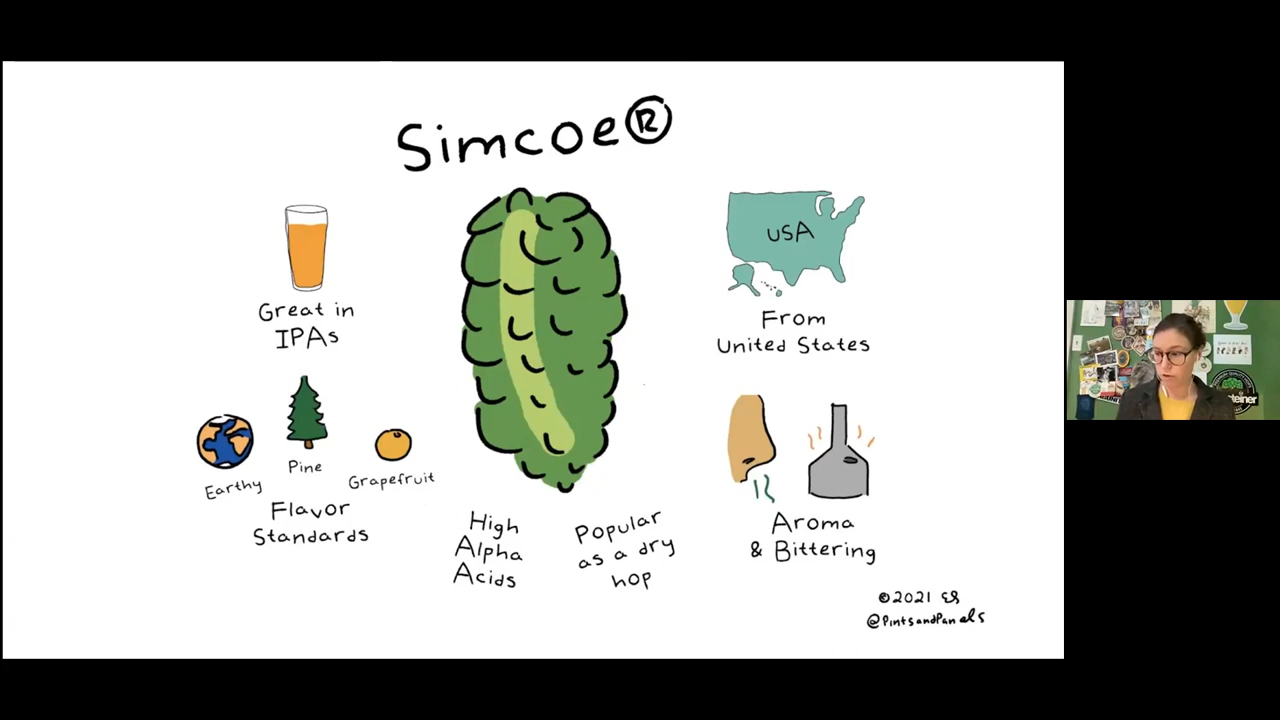 Simcoe®
Great in
IPAs
USA
From
United States
Earthy
Pine
Grapefruit
Flavor
Standards
High
Alpha
Acids
Popular
as a dry
hop
Aroma
& Bittering
©2021 ES
@PintsandPanels